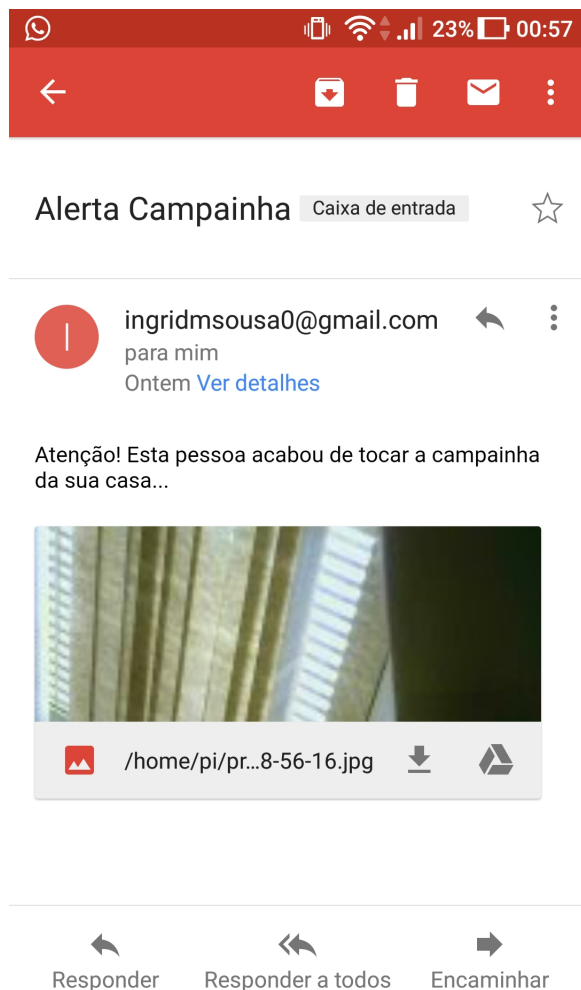 23% 00:57
Alerta Campainha Caixa de entrada
I ingridmsousa0@gmail.com
para mim
Ontem Ver detalhes
Atenção! Esta pessoa acabou de tocar a campainha
da sua casa...
/home/pi/pr...8-56-16.jpg
Responder Responder a todos Encaminhar